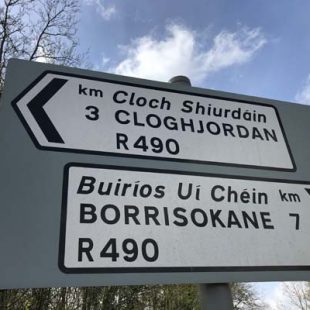 km Cloch Shiurdáin
3 CLOGHJORDAN
R490
Buiríos Uí Chéin km
BORRISOKANE 7
R490